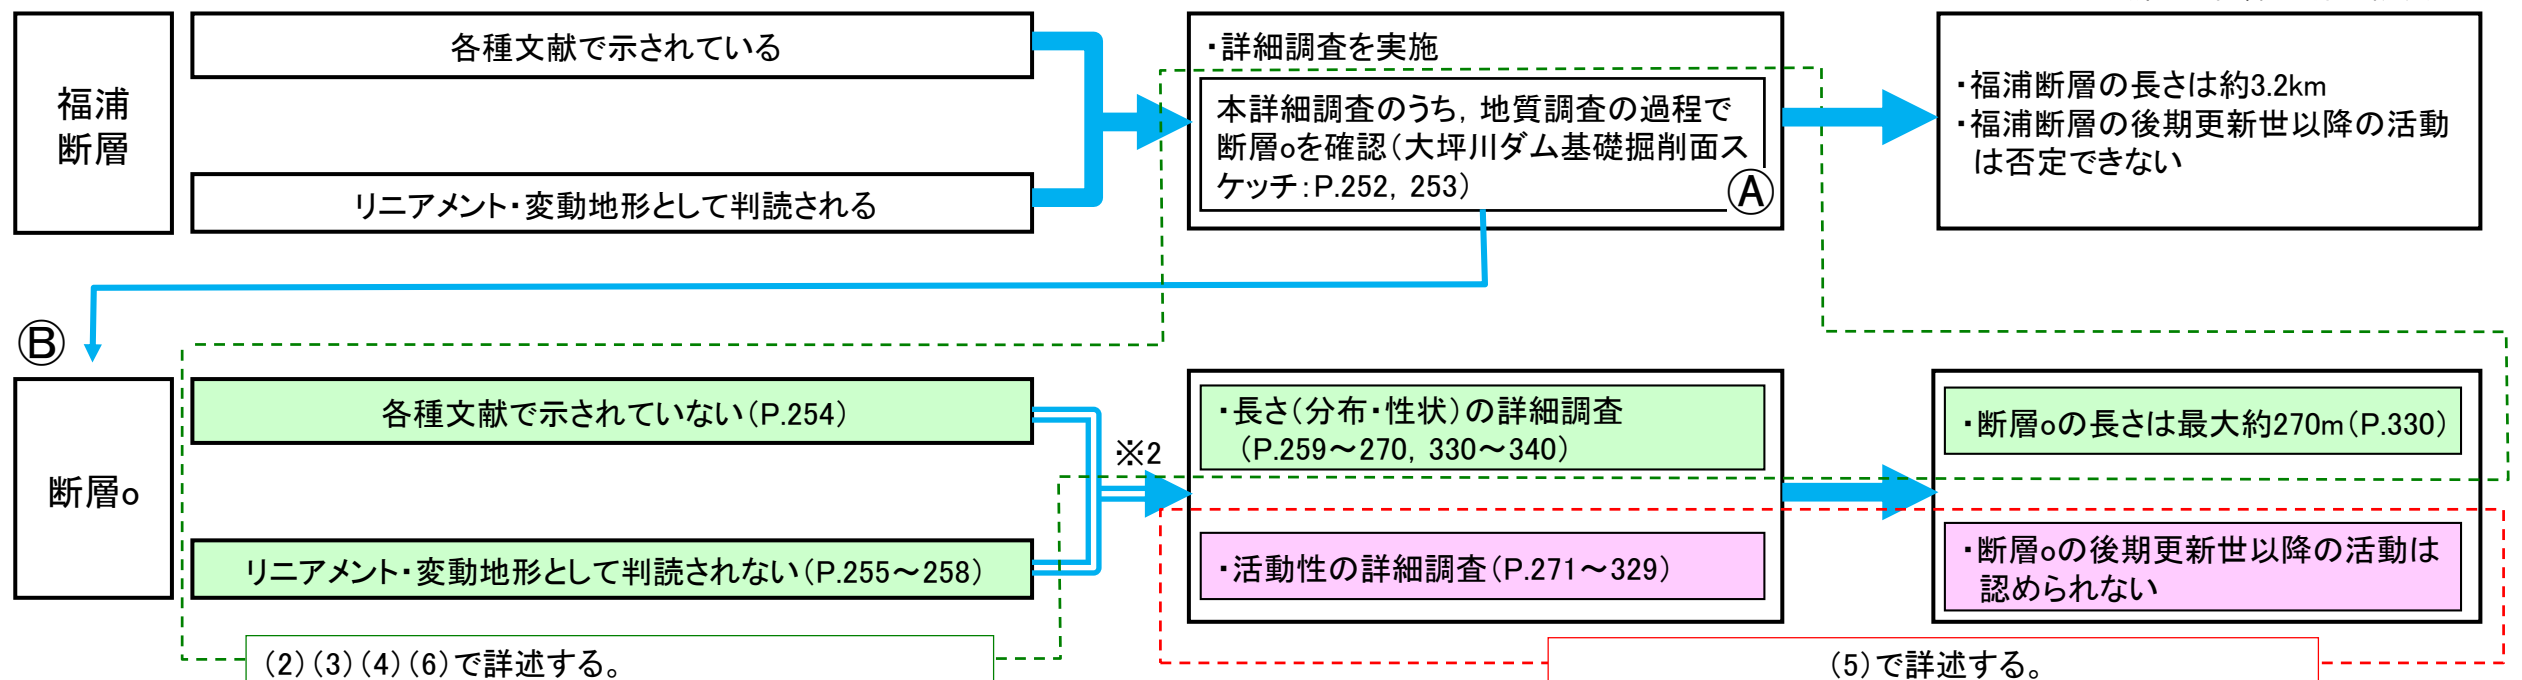 福浦
断層
各種文献で示されている
リニアメント・変動地形として判読される
・詳細調査を実施
本詳細調査のうち，地質調査の過程で
断層oを確認（大坪川ダム基礎掘削面ス
ケッチ：P.252，253）
Ⓐ
・福浦断層の長さは約3.2km
・福浦断層の後期更新世以降の活動
は否定できない
Ⓑ
断層o
各種文献で示されていない（P.254）
リニアメント・変動地形として判読されない（P.255～258）
※2
・長さ（分布・性状）の詳細調査
（P.259～270，330～340）
・活動性の詳細調査（P.271～329）
・断層oの長さは最大約270m（P.330）
・断層oの後期更新世以降の活動は
認められない
（2）（3）（4）（6）で詳述する。
（5）で詳述する。